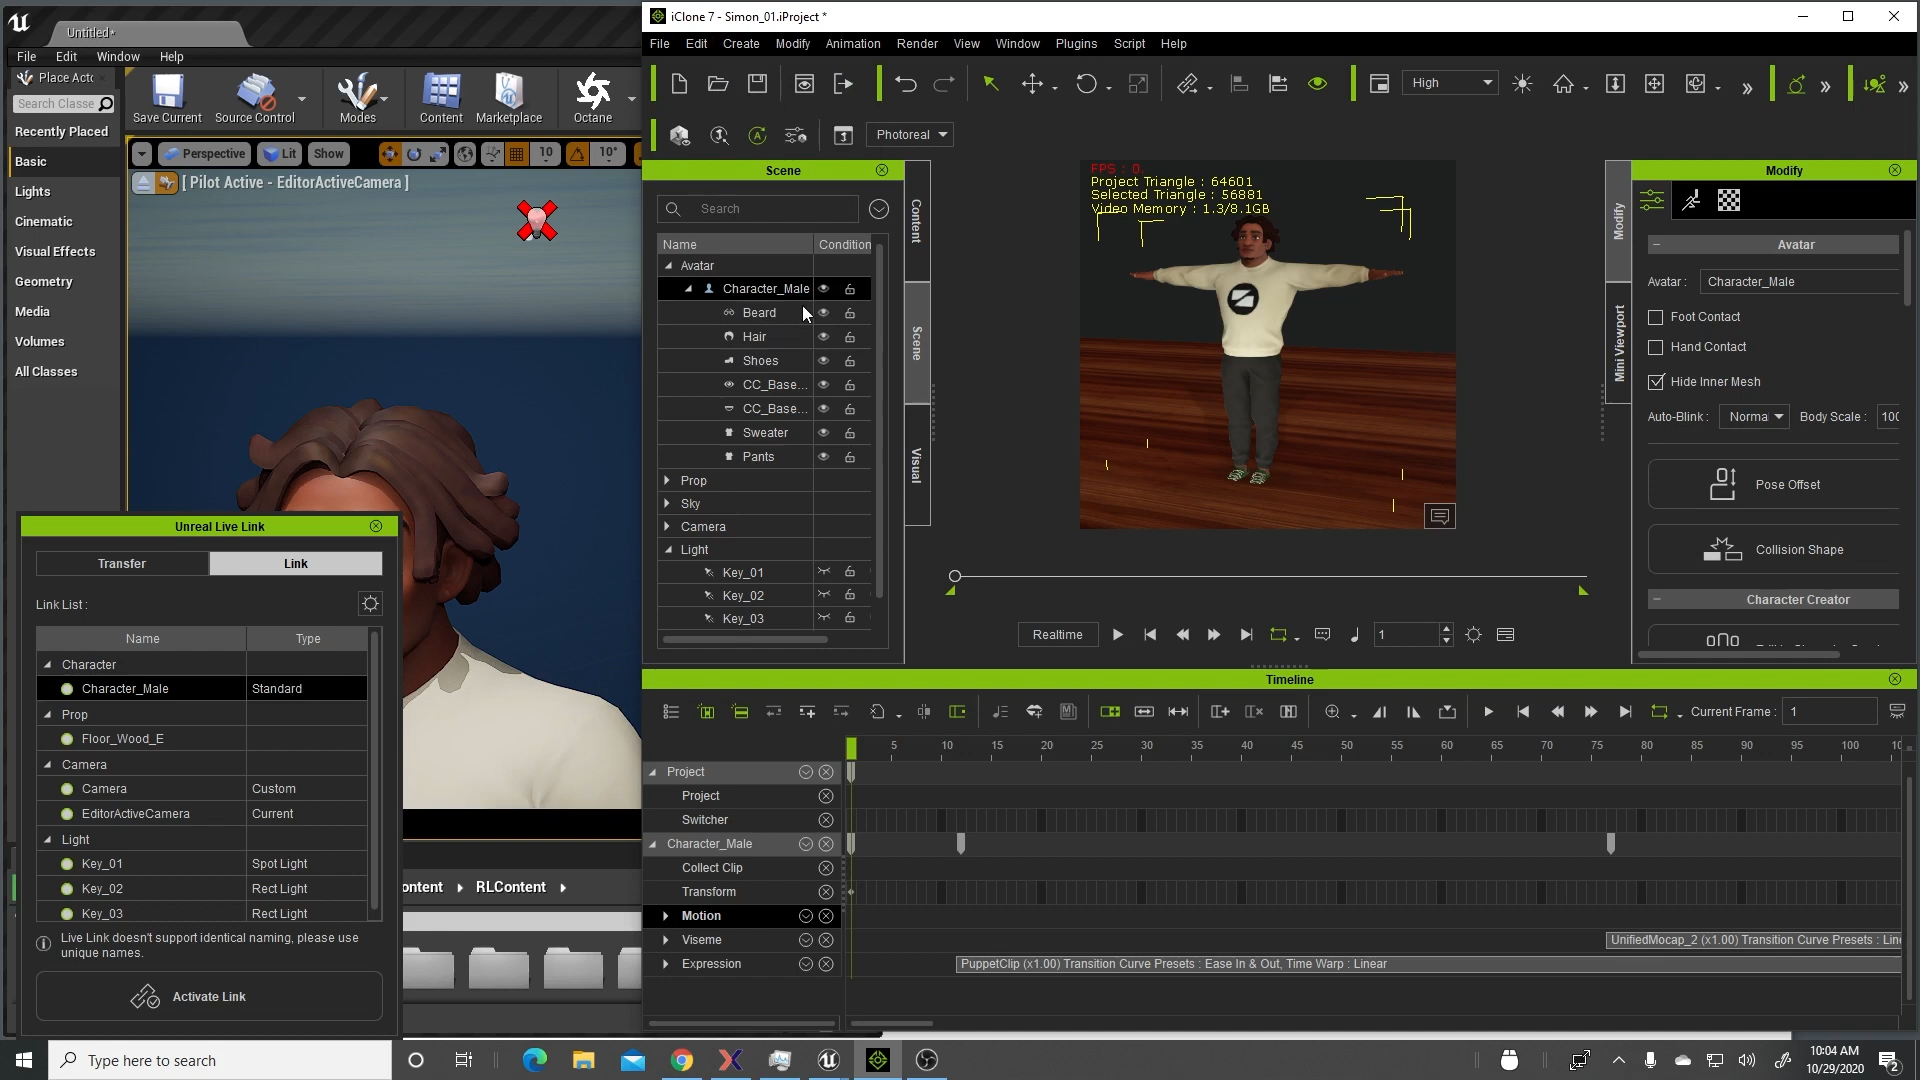 Untitled*
File Edit Window Help
Place Acto
Search Classe
Recently Placed
Basic
Lights
Cinematic
Visual Effects
Geometry
Media
Volumes
All Classes
Save Current
Source Control
Modes
Content
Marketplace
Octane
Perspective
Lit
Show
10
10°
[ Pilot Active - EditorActiveCamera ]
Unreal Live Link
Transfer
Link
Link List :
Name Type
Character
Character_Male Standard
Prop
Floor_Wood_E
Camera
Camera Custom
EditorActiveCamera Current
Light
Key_01 Spot Light
Key_02 Rect Light
Key_03 Rect Light
Live Link doesn't support identical naming, please use
unique names.
Activate Link
ontent RLContent
iClone 7 - Simon_01.iProject *
File Edit Create Modify Animation Render View Window Plugins Script Help
High
Photoreal
Scene
Search
Name Condition
Avatar
Character_Male
Beard
Hair
Shoes
CC_Base...
CC_Base...
Sweater
Pants
Prop
Sky
Camera
Light
Key_01
Key_02
Key_03
Content
Scene
Visual
FPS : 0.
Project Triangle : 64601
Selected Triangle : 56881
Video Memory : 1.3/8.1GB
Realtime
1
Modify
Mini Viewport
Modify
Avatar
Avatar : Character_Male
Foot Contact
Hand Contact
Hide Inner Mesh
Auto-Blink : Norma Body Scale : 100
Pose Offset
Collision Shape
Character Creator
Timeline
Current Frame : 1
5 10 15 20 25 30 35 40 45 50 55 60 65 70 75 80 85 90 95 100 10
Project
Project
Switcher
Character_Male
Collect Clip
Transform
Motion
Viseme
UnifiedMocap_2 (x1.00) Transition Curve Presets : Line
Expression
PuppetClip (x1.00) Transition Curve Presets : Ease In & Out, Time Warp : Linear
Type here to search
10:04 AM
10/29/2020
2